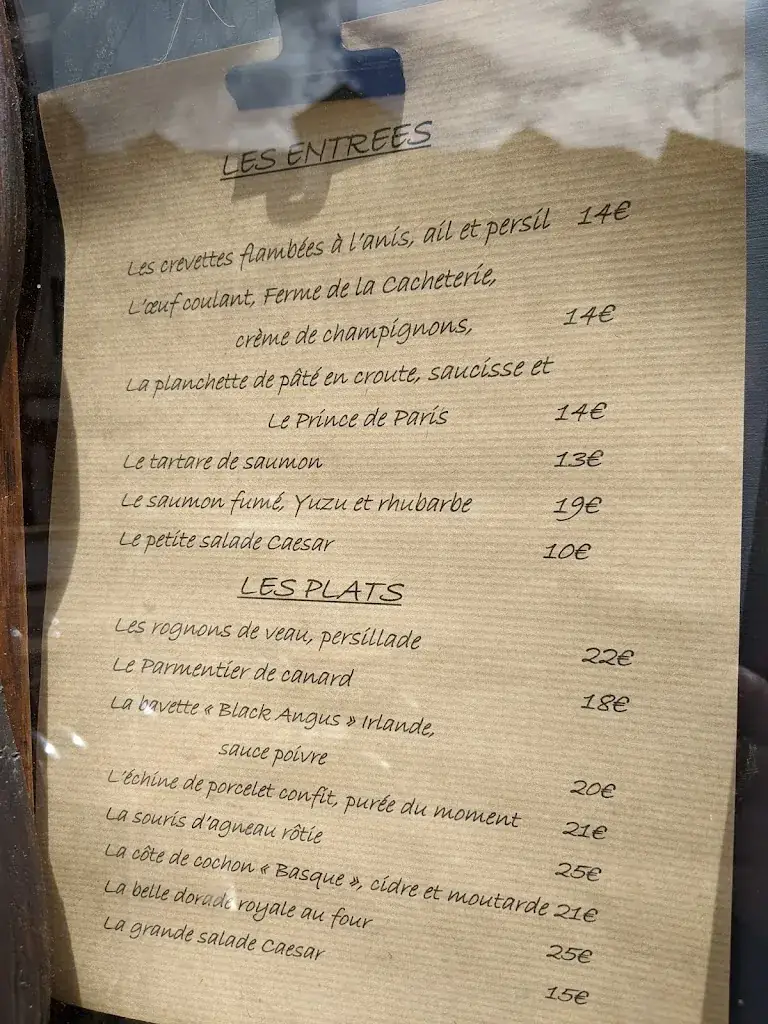 LES ENTREES
Les crevettes flambées à l'anis, ail et persil 14€
L'œuf coulant, Ferme de la Cacheterie,
crème de champignons, 14€
La planchette de pâté en croute, saucisse et
Le Prince de Paris 14€
Le tartare de saumon 13€
Le saumon fumé, Yuzu et rhubarbe 19€
Le petite salade Caesar 10€
LES PLATS
Les rognons de veau, persillade 22€
Le Parmentier de canard 18€
La bavette « Black Angus » Irlande,
sauce poivre 20€
L'échine de porcelet confit, purée du moment 21€
La souris d'agneau rôtie 25€
La côte de cochon « Basque », cidre et moutarde 21€
La belle dorade royale au four 25€
La grande salade Caesar 15€